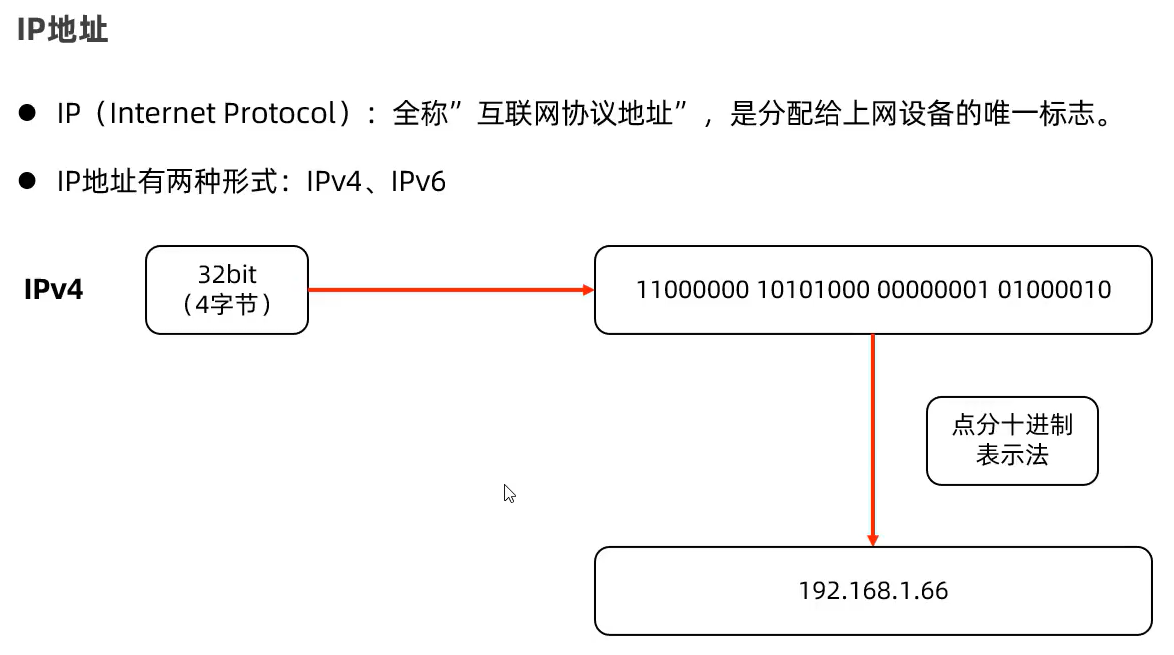 IP地址
● IP（Internet Protocol）：全称”互联网协议地址”，是分配给上网设备的唯一标志。
● IP地址有两种形式：IPv4、IPv6
IPv4
32bit
（4字节）
11000000 10101000 00000001 01000010
点分十进制
表示法
192.168.1.66